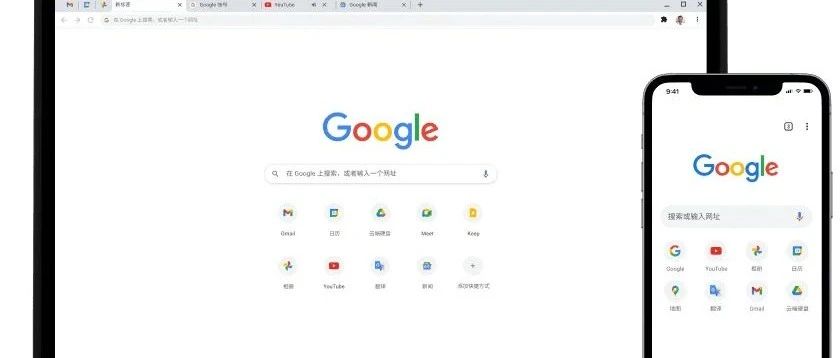 新标签
Google 账号
YouTube
Google 新闻
在 Google 上搜索，或者输入一个网址
Google
在 Google 上搜索，或者输入一个网址
Gmail
日历
云端硬盘
Meet
Keep
相册
YouTube
翻译
新闻
添加快捷方式
9:41
2
Google
搜索或输入网址
Google
YouTube
相册
日历
地图
翻译
Gmail
云端硬盘